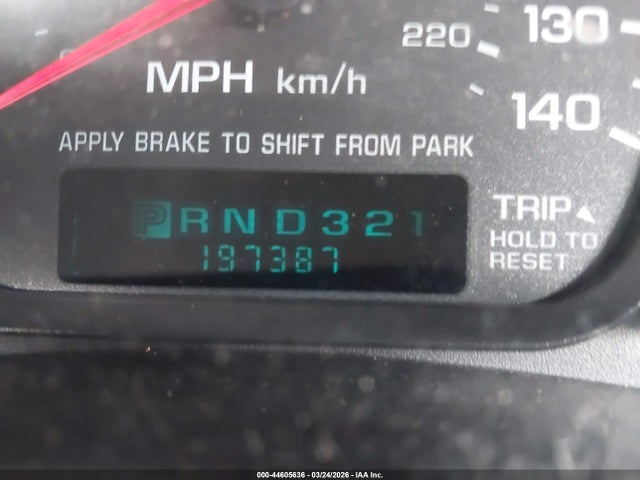 130
220
MPH km/h
140
APPLY BRAKE TO SHIFT FROM PARK
PRND321
TRIP
197387
HOLD TO
RESET
000-44605636 - 03/24/2026 - IAA Inc.